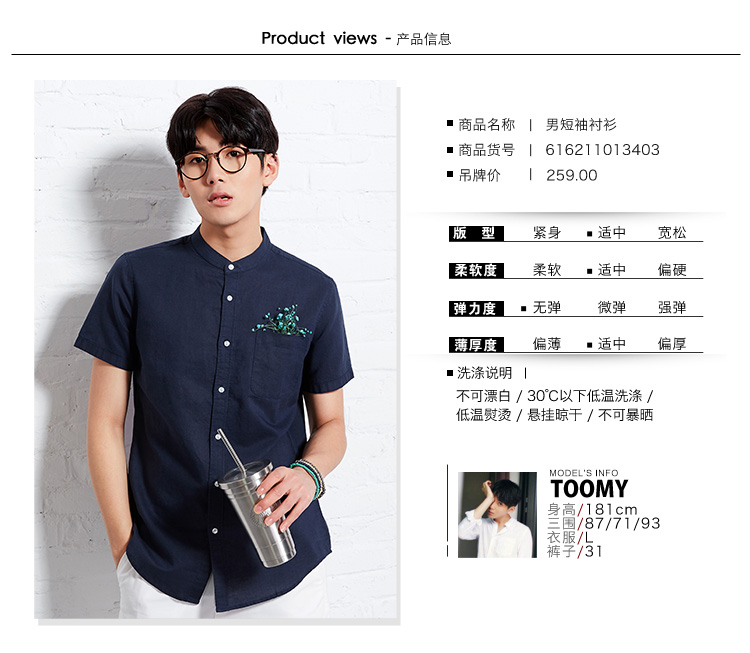 Product views - 产品信息
商品名称 | 男短袖衬衫
商品货号 | 616211013403
吊牌价 | 259.00
版 型 紧身 适中 宽松
柔软度 柔软 适中 偏硬
弹力度 无弹 微弹 强弹
薄厚度 偏薄 适中 偏厚
洗涤说明 |
不可漂白 / 30℃以下低温洗涤 /
低温熨烫 / 悬挂晾干 / 不可暴晒
MODEL'S INFO
TOOMY
身高/181cm
三围/87/71/93
衣服/L
裤子/31